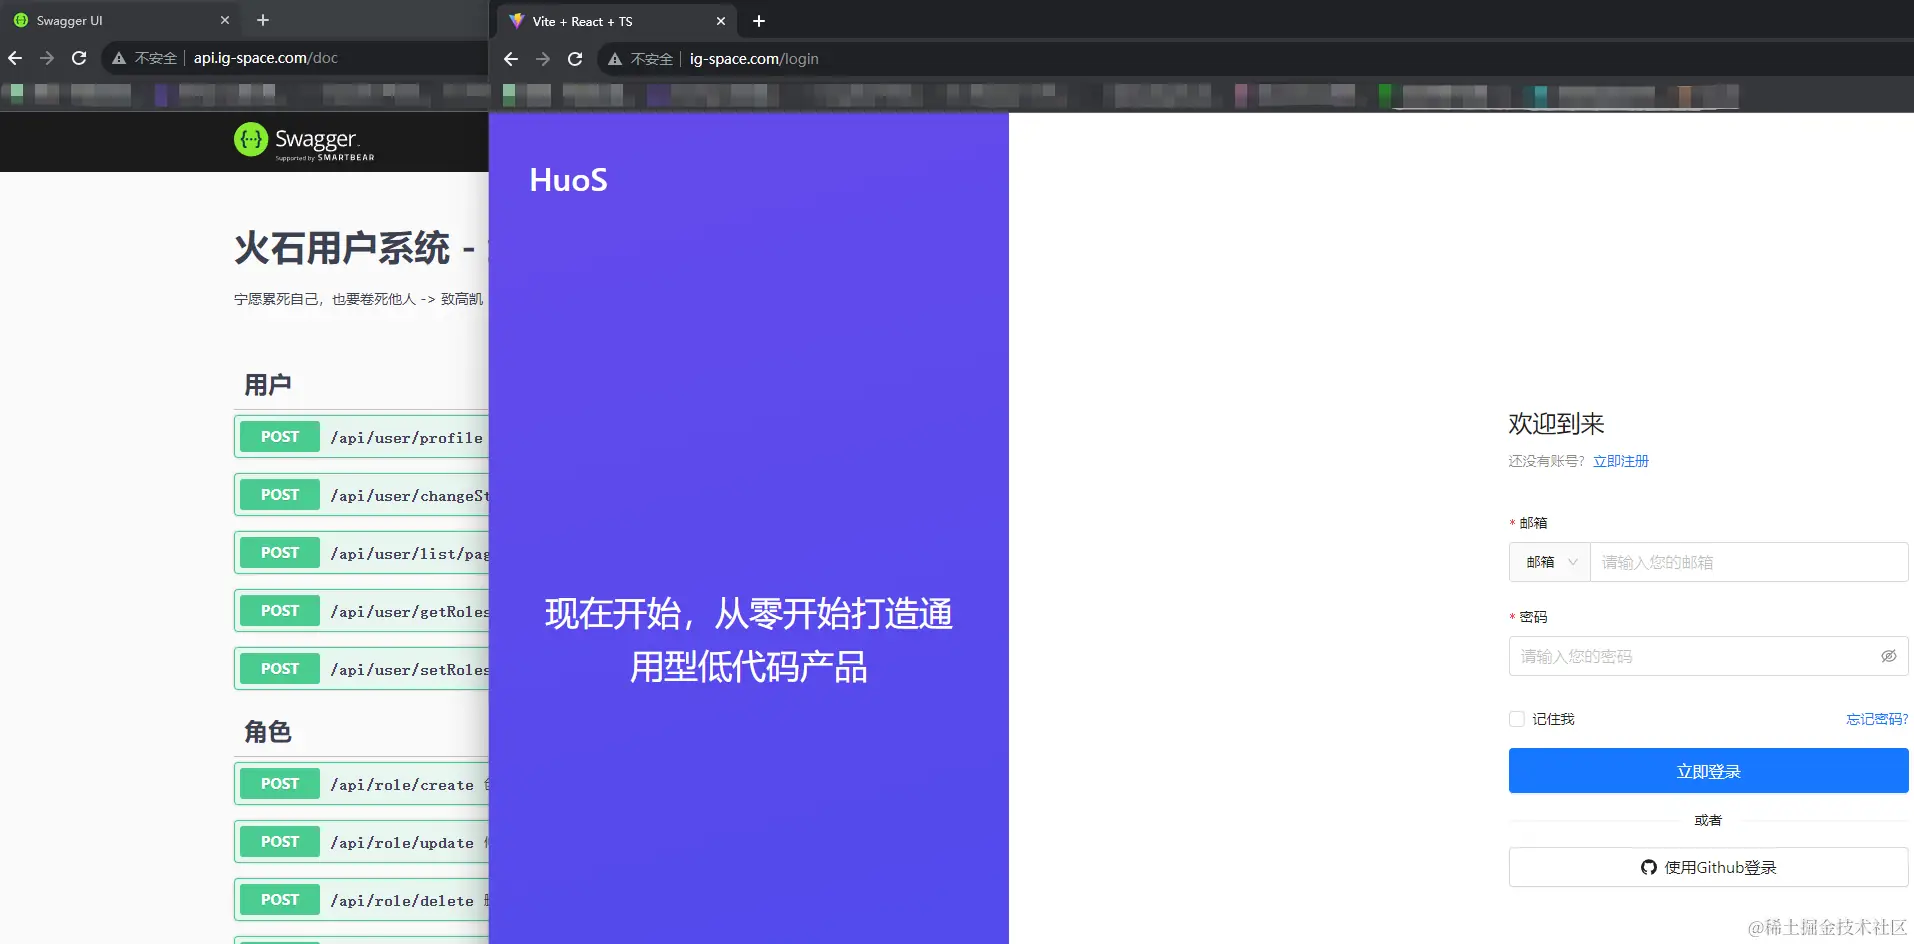 Swagger UI
不安全
api.ig-space.com/doc
Swagger
Supported by SMARTBEAR
火石用户系统 -
宁愿累死自己，也要卷死他人 -> 致高凯
用户
POST /api/user/profile
POST /api/user/changeSt
POST /api/user/list/pag
POST /api/user/getRoles
POST /api/user/setRoles
角色
POST /api/role/create
POST /api/role/update
POST /api/role/delete
Vite + React + TS
不安全
ig-space.com/login
HuoS
现在开始，从零开始打造通
用型低代码产品
欢迎到来
还没有账号? 立即注册
* 邮箱
邮箱 请输入您的邮箱
* 密码
请输入您的密码
记住我 忘记密码?
立即登录
或者
使用Github登录
@稀土掘金技术社区